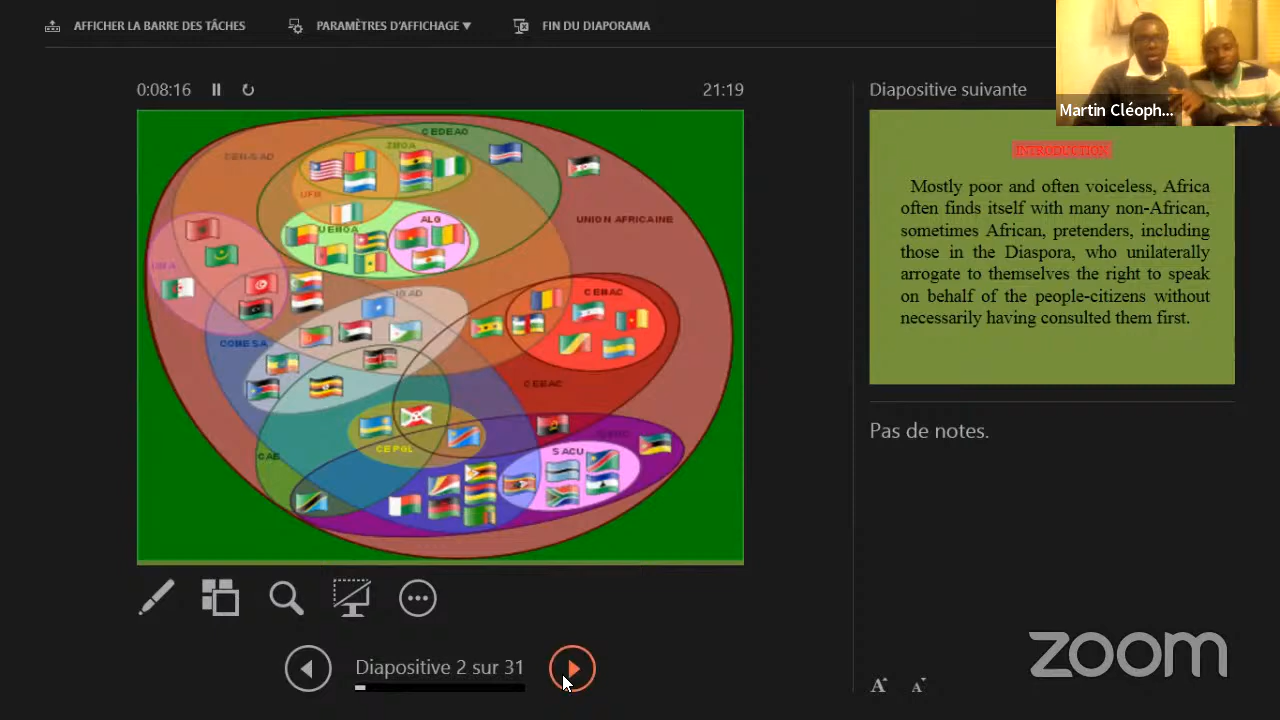 AFFICHER LA BARRE DES TÂCHES
PARAMÈTRES D'AFFICHAGE
FIN DU DIAPORAMA
Martin Cléoph...
0:08:16
21:19
Diapositive suivante
CEDEAO
CEN-SAD
ZMOA
UFM
UEMOA
ALG
UNION AFRICAINE
UMA
IGAD
CEMAC
COMESA
CEPGL
CAE
SACU
INTRODUCTION
Mostly poor and often voiceless, Africa
often finds itself with many non-African,
sometimes African, pretenders, including
those in the Diaspora, who unilaterally
arrogate to themselves the right to speak
on behalf of the people-citizens without
necessarily having consulted them first.
Pas de notes.
Diapositive 2 sur 31
zoom